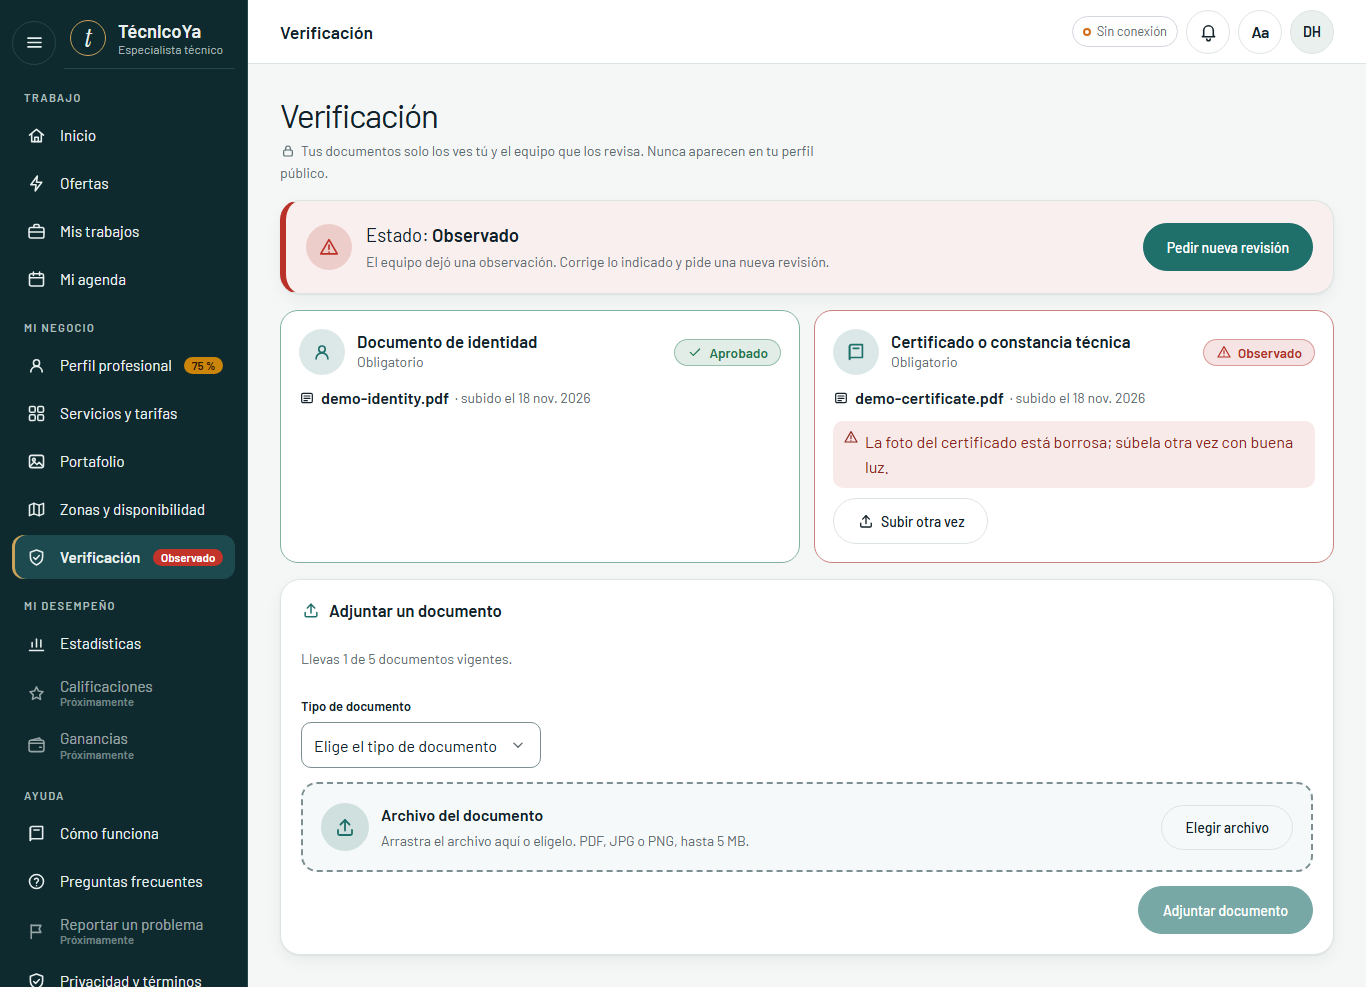 t TécnicoYa
Especialista técnico
TRABAJO
Inicio
Ofertas
Mis trabajos
Mi agenda
MI NEGOCIO
Perfil profesional 75 %
Servicios y tarifas
Portafolio
Zonas y disponibilidad
Verificación Observado
MI DESEMPEÑO
Estadísticas
Calificaciones
Próximamente
Ganancias
Próximamente
AYUDA
Cómo funciona
Preguntas frecuentes
Reportar un problema
Próximamente
Privacidad y términos
Verificación
Sin conexión
Aa
DH
Verificación
Tus documentos solo los ves tú y el equipo que los revisa. Nunca aparecen en tu perfil
público.
Estado: Observado
El equipo dejó una observación. Corrige lo indicado y pide una nueva revisión.
Pedir nueva revisión
Documento de identidad
Obligatorio
Aprobado
demo-identity.pdf · subido el 18 nov. 2026
Certificado o constancia técnica
Obligatorio
Observado
demo-certificate.pdf · subido el 18 nov. 2026
La foto del certificado está borrosa; súbela otra vez con buena
luz.
Subir otra vez
Adjuntar un documento
Llevas 1 de 5 documentos vigentes.
Tipo de documento
Elige el tipo de documento
Archivo del documento
Arrastra el archivo aquí o elígelo. PDF, JPG o PNG, hasta 5 MB.
Elegir archivo
Adjuntar documento